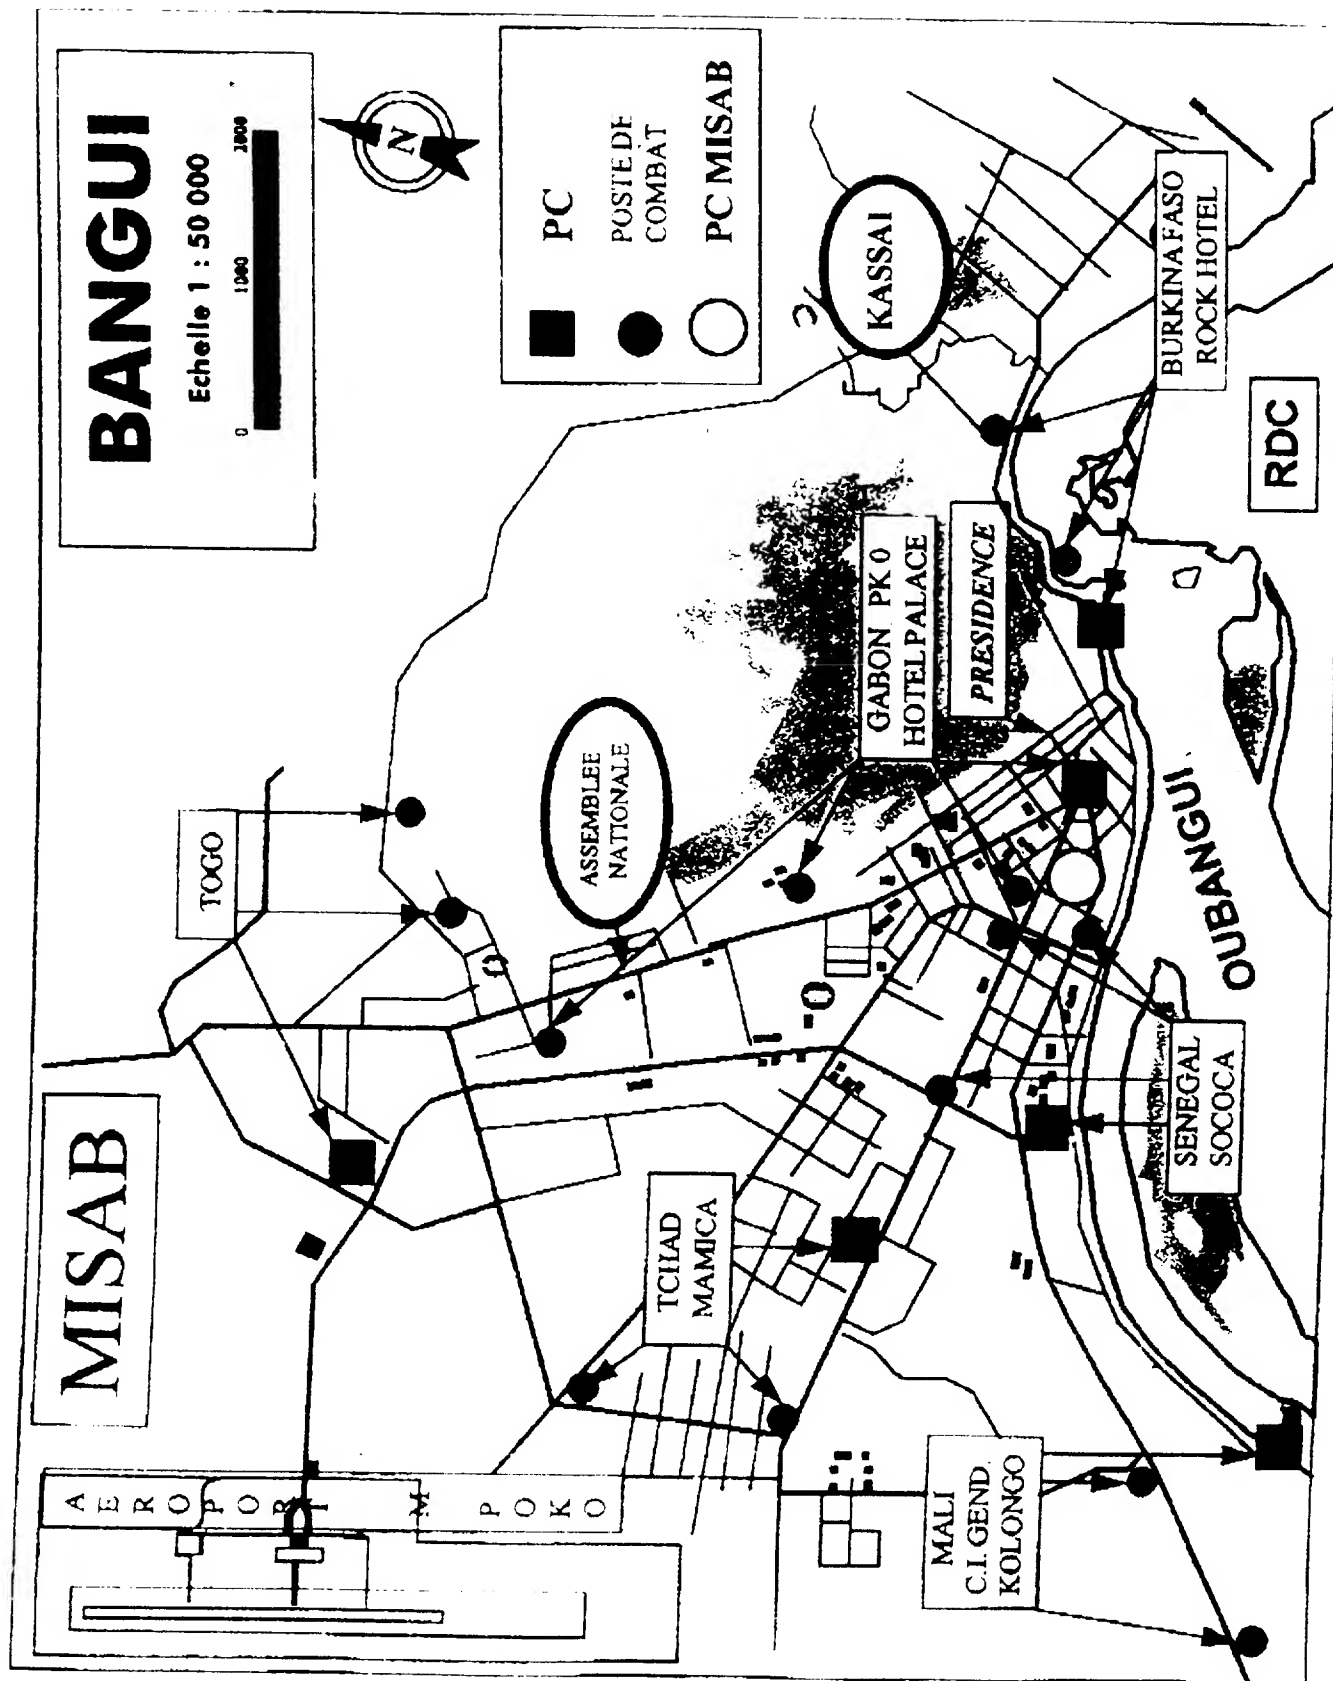 MISAB
BANGUI
Echelle 1 : 50 000
0 1000 1800
N
PC
POSTE DE
COMBAT
PC MISAB
AEROPORT M POKO
TOGO
ASSEMBLEE
NATIONALE
TCHAD
MAMICA
GABON PK 0
HOTEL PALACE
PRESIDENCE
KASSAI
BURKINA FASO
ROCK HOTEL
RDC
OUBANGUI
SENEGAL
SOCOCA
MALI
C.I. GEND.
KOLONGO